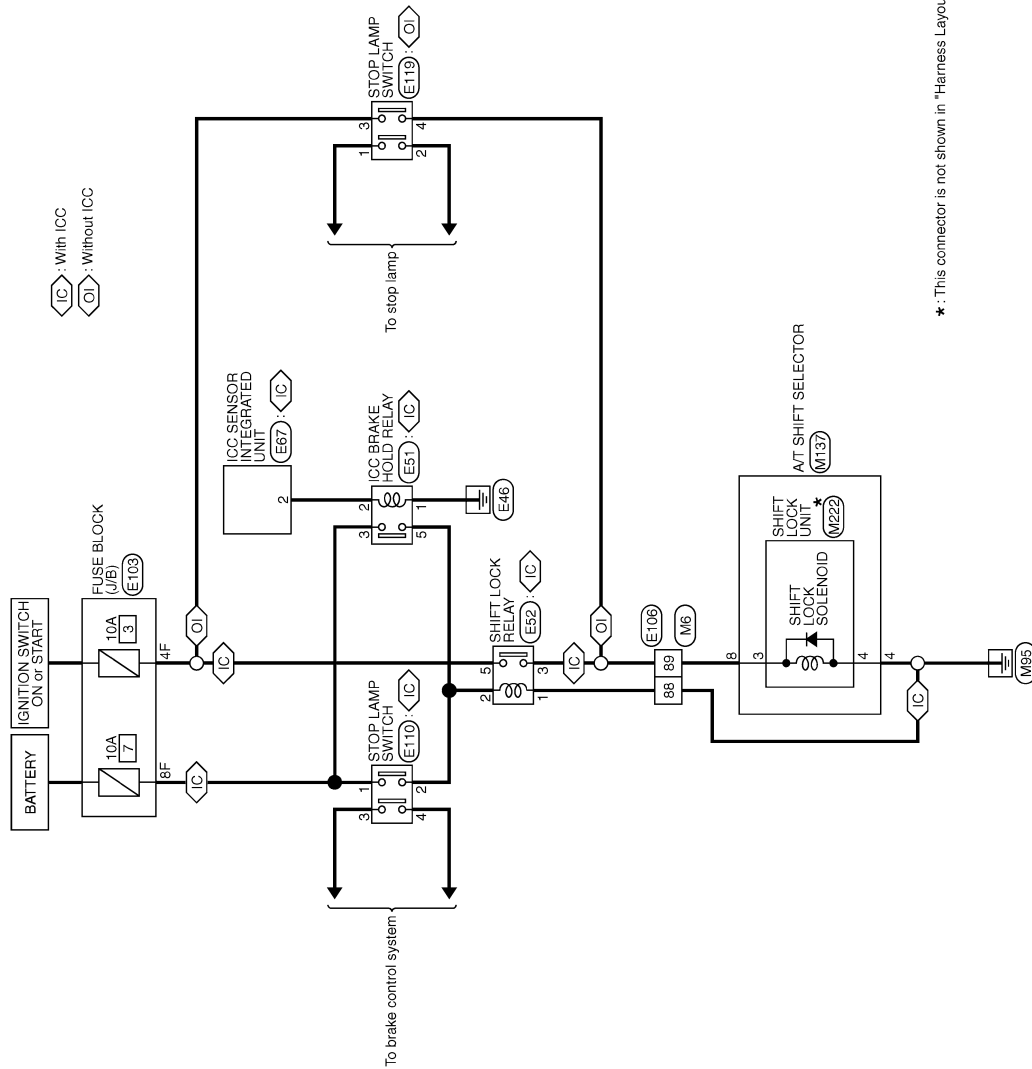 IC : With ICC
OI : Without ICC
BATTERY
IGNITION SWITCH
ON or START
FUSE BLOCK
(J/B)
E103
10A
7
10A
3
8F
4F
IC
IC
OI
STOP LAMP
SWITCH
E110 : IC
1
2
3
4
To brake control system
ICC SENSOR
INTEGRATED
UNIT
E67 : IC
2
ICC BRAKE
HOLD RELAY
E51 : IC
2
1
3
5
E46
STOP LAMP
SWITCH
E119 : OI
3
4
1
2
To stop lamp
SHIFT LOCK
RELAY
E52 : IC
2
5
1
3
IC
OI
E106
M6
88
89
8
A/T SHIFT SELECTOR
M137
SHIFT
LOCK
UNIT *
M222
3
SHIFT
LOCK
SOLENOID
4
4
IC
M95
* : This connector is not shown in "Harness Layou